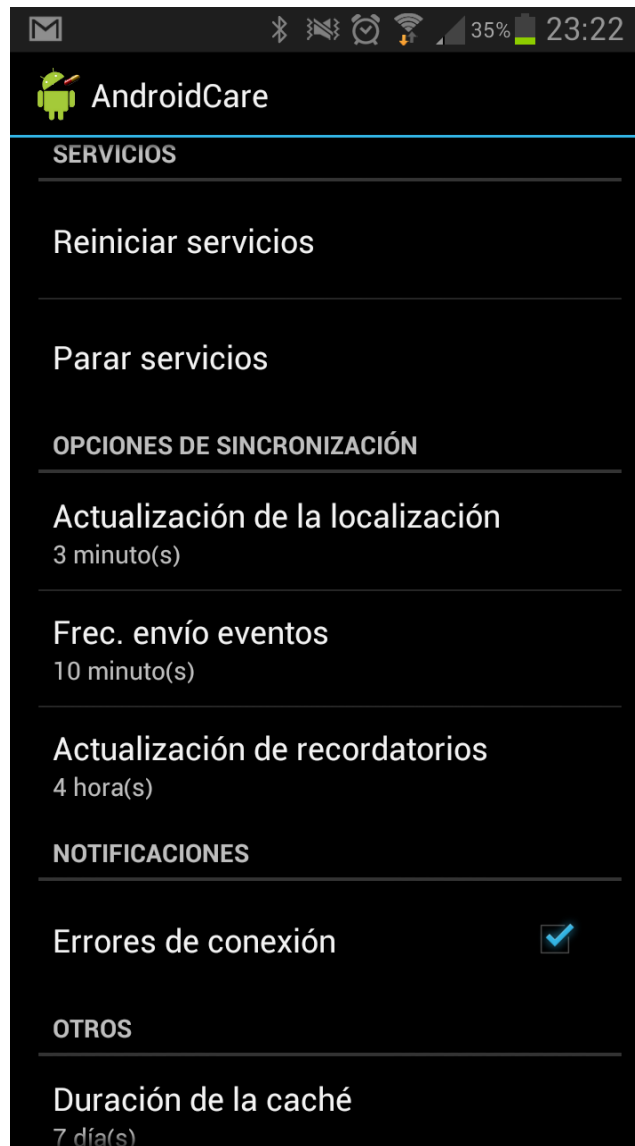 35% 23:22
AndroidCare
SERVICIOS
Reiniciar servicios
Parar servicios
OPCIONES DE SINCRONIZACIÓN
Actualización de la localización
3 minuto(s)
Frec. envío eventos
10 minuto(s)
Actualización de recordatorios
4 hora(s)
NOTIFICACIONES
Errores de conexión
OTROS
Duración de la caché
7 día(s)